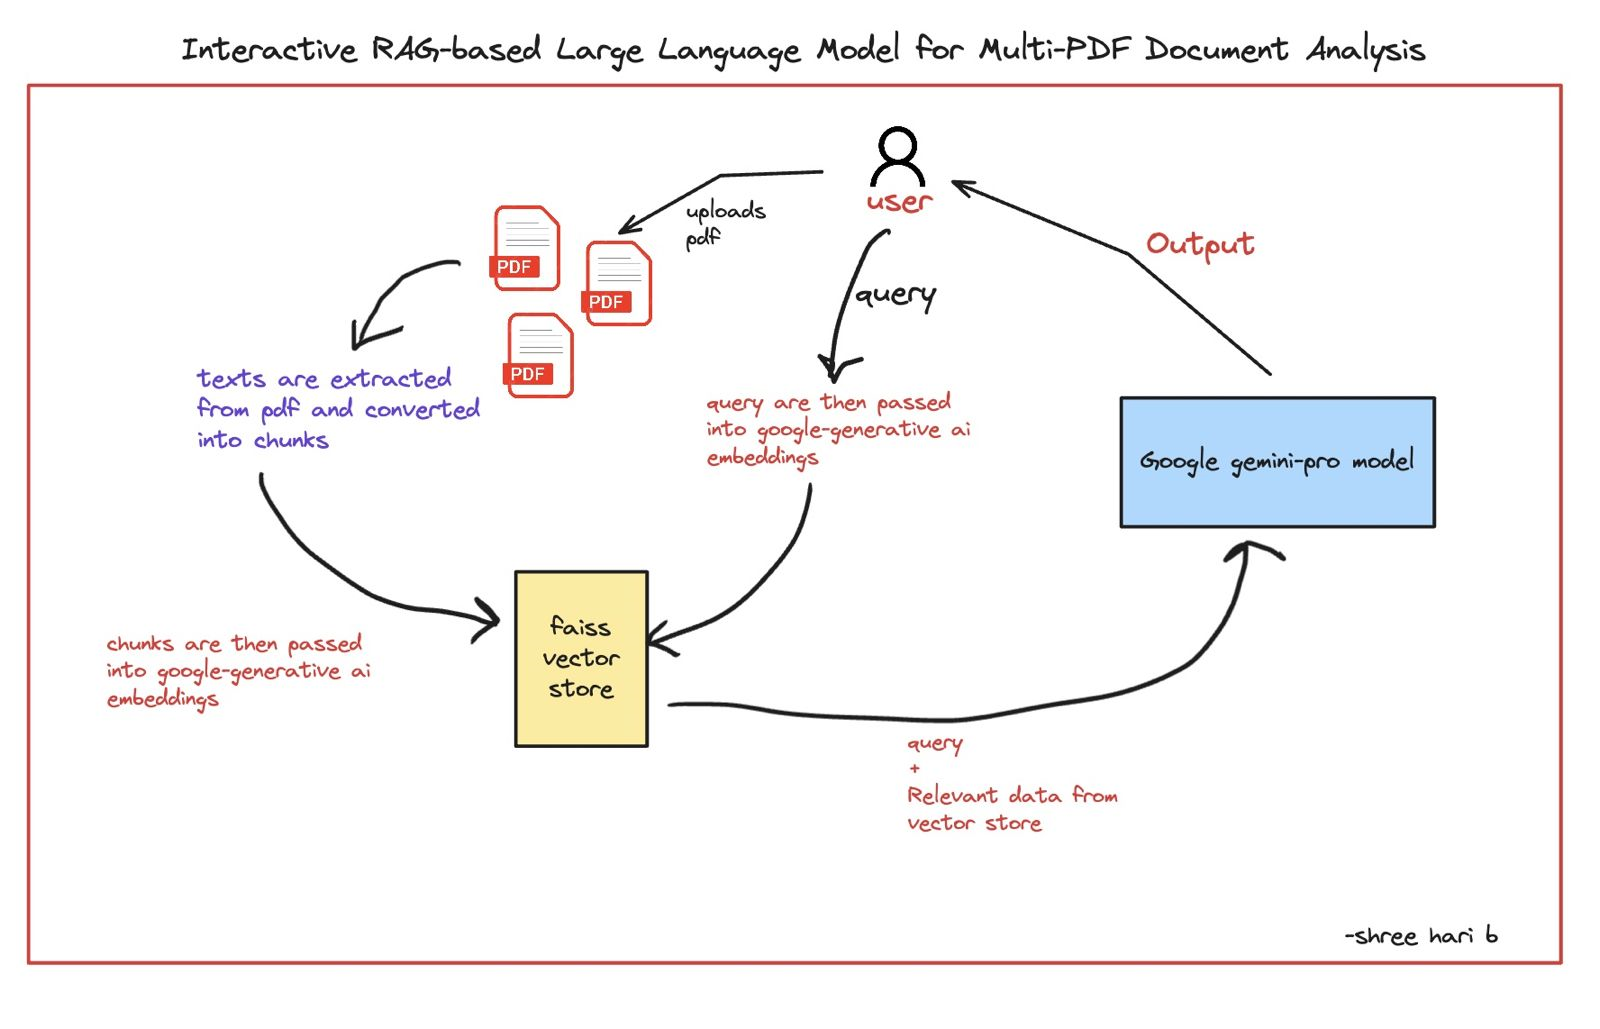 Interactive RAG-based Large Language Model for Multi-PDF Document Analysis
user
uploads
pdf
PDF
PDF
PDF
query
Output
texts are extracted
from pdf and converted
into chunks
query are then passed
into google-generative ai
embeddings
Google gemini-pro model
faiss
vector
store
chunks are then passed
into google-generative ai
embeddings
query
+
Relevant data from
vector store
-shree hari b